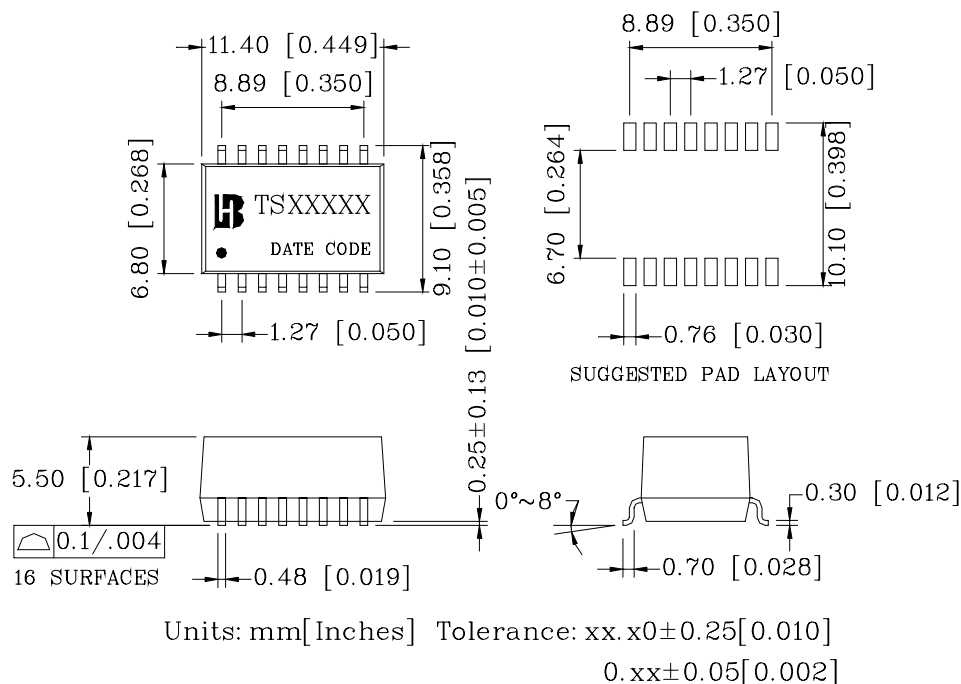 11.40 [0.449]
8.89 [0.350]
6.80 [0.268]
TSXXXXX
DATE CODE
9.10 [0.358]
1.27 [0.050]
0.25±0.13 [0.010±0.005]
8.89 [0.350]
1.27 [0.050]
6.70 [0.264]
10.10 [0.398]
0.76 [0.030]
SUGGESTED PAD LAYOUT
5.50 [0.217]
0.1/.004
16 SURFACES
0.48 [0.019]
0°~8°
0.30 [0.012]
0.70 [0.028]
Units: mm[Inches] Tolerance: xx.x0±0.25[0.010]
0.xx±0.05[0.002]